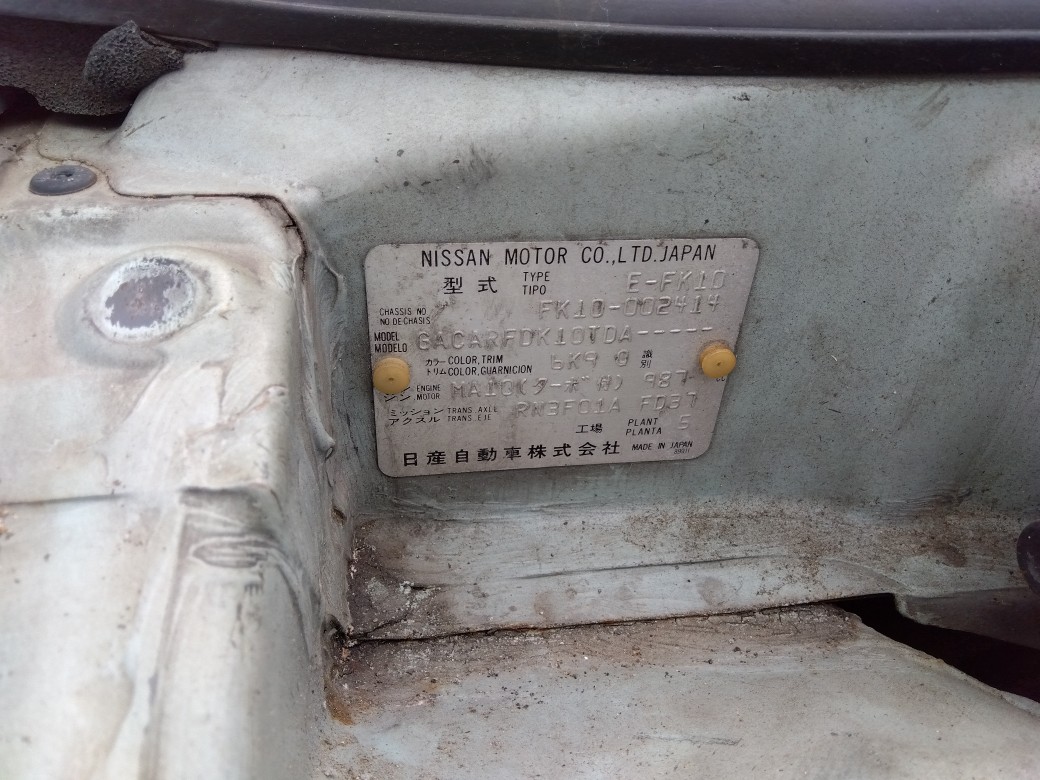 NISSAN MOTOR CO.,LTD.JAPAN
型式 TYPE TIPO E-FK10
CHASSIS NO NO DE CHASIS FK10-002414
MODEL MODELO GACARFDK10TDA-----
カラー COLOR, TRIM トリム COLOR, GUARNICION 6K9 識別
ENGINE MOTOR MA10(ターボ 987
ミッション TRANS. AXLE アクスル TRANS. EJE RN3F01A FD37
工場 PLANT PLANTA 5
日産自動車株式会社 MADE IN JAPAN